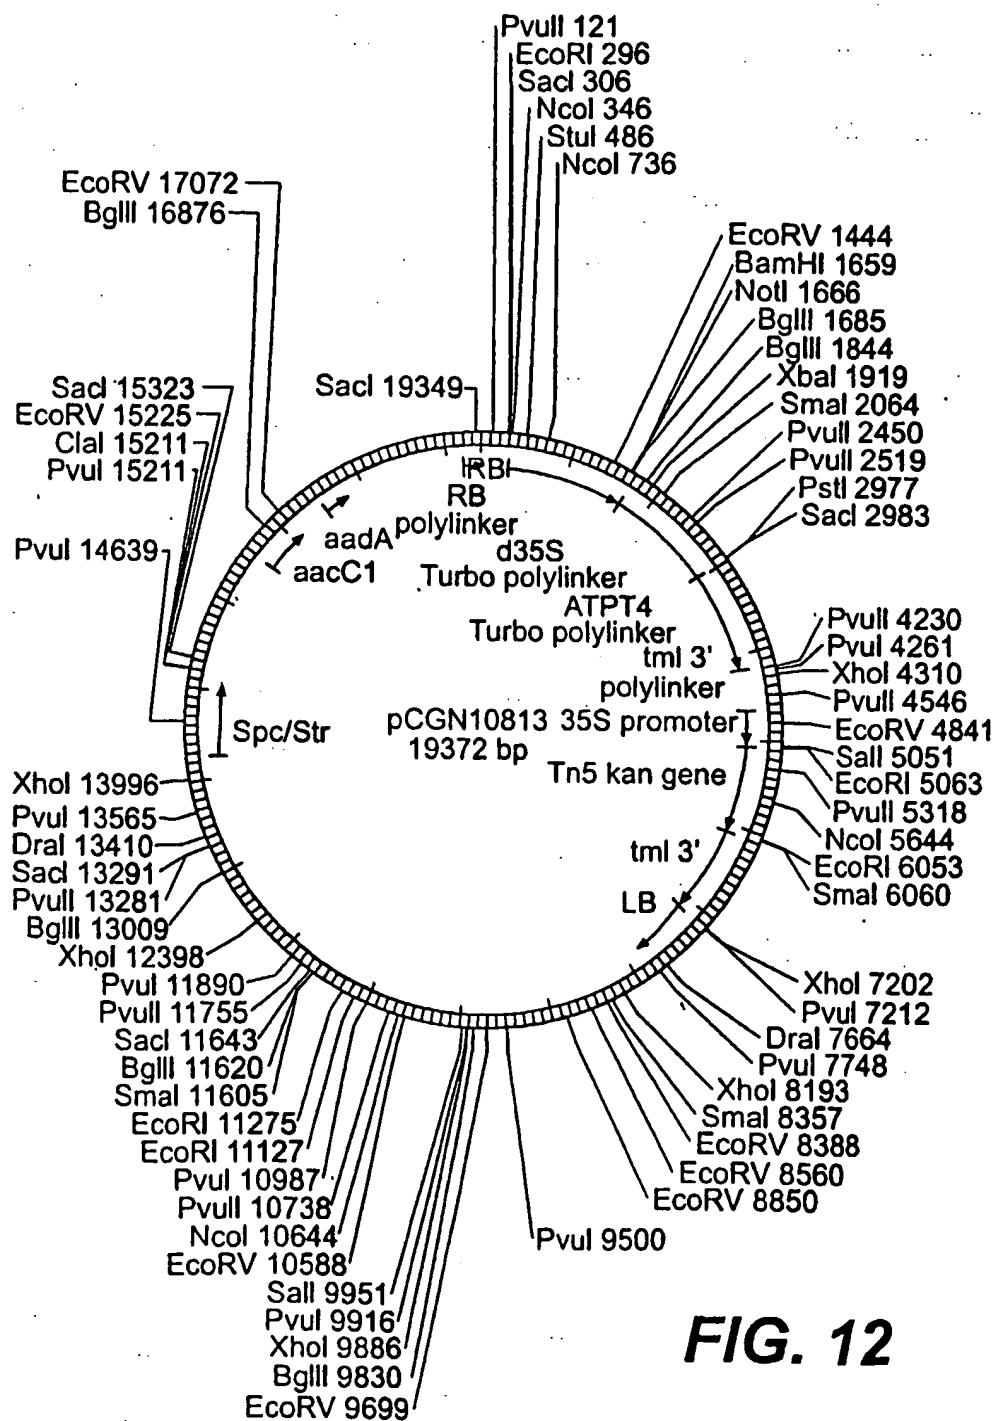 PvuII 121
EcoRI 296
SacI 306
NcoI 346
StuI 486
NcoI 736
EcoRV 17072
BglII 16876
EcoRV 1444
BamHI 1659
NotI 1666
BglII 1685
BglII 1844
XbaI 1919
SmaI 2064
PvuII 2450
PvuII 2519
PstI 2977
SacI 2983
SacI 19349
SacI 15323
EcoRV 15225
ClaI 15211
PvuI 15211
PvuI 14639
RB
RB
polylinker
aadA
aacC1
d35S
Turbo polylinker
ATPT4
Turbo polylinker
tml 3'
polylinker
PvuII 4230
PvuI 4261
XhoI 4310
PvuII 4546
EcoRV 4841
SalI 5051
EcoRI 5063
PvuII 5318
NcoI 5644
EcoRI 6053
SmaI 6060
Spc/Str
pCGN10813
19372 bp
35S promoter
Tn5 kan gene
tml 3'
LB
XhoI 13996
PvuI 13565
DraI 13410
SacI 13291
PvuII 13281
BglII 13009
XhoI 12398
PvuI 11890
PvuII 11755
SacI 11643
BglII 11620
SmaI 11605
EcoRI 11275
EcoRI 11127
PvuI 10987
PvuII 10738
NcoI 10644
EcoRV 10588
SalI 9951
PvuI 9916
XhoI 9886
BglII 9830
EcoRV 9699
XhoI 7202
PvuI 7212
DraI 7664
PvuI 7748
XhoI 8193
SmaI 8357
EcoRV 8388
EcoRV 8560
EcoRV 8850
PvuI 9500
FIG. 12